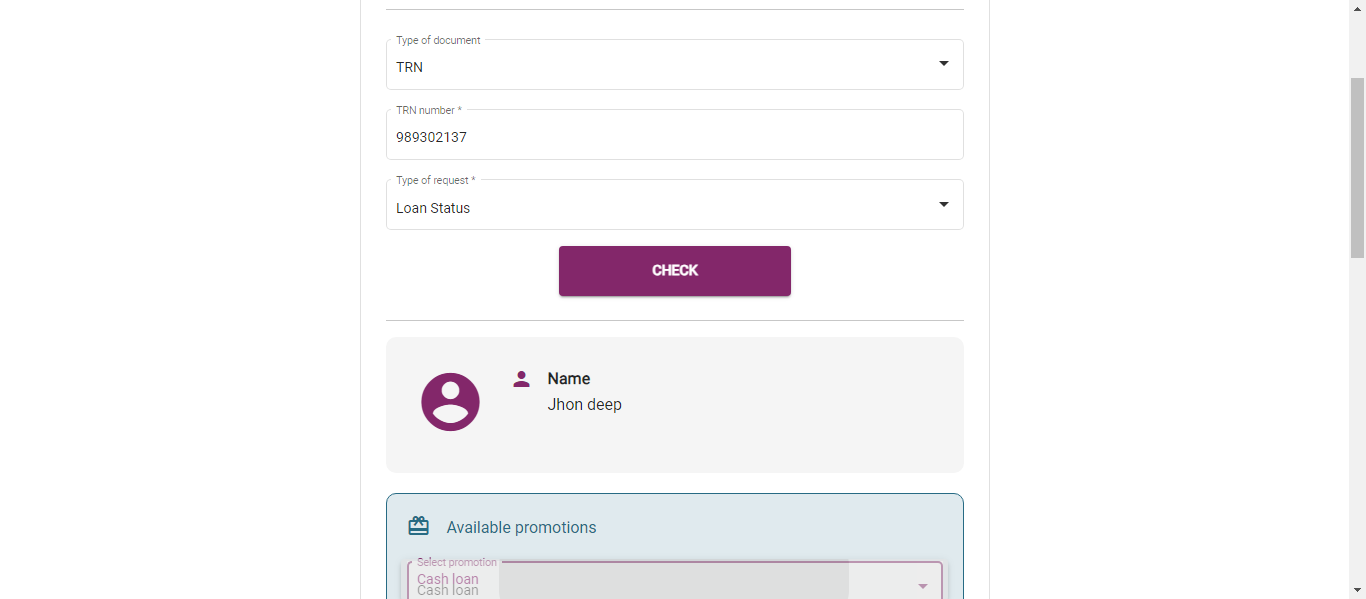 Type of document
TRN
TRN number *
989302137
Type of request *
Loan Status
CHECK
Name
Jhon deep
Available promotions
Select promotion
Cash loan
Cash loan